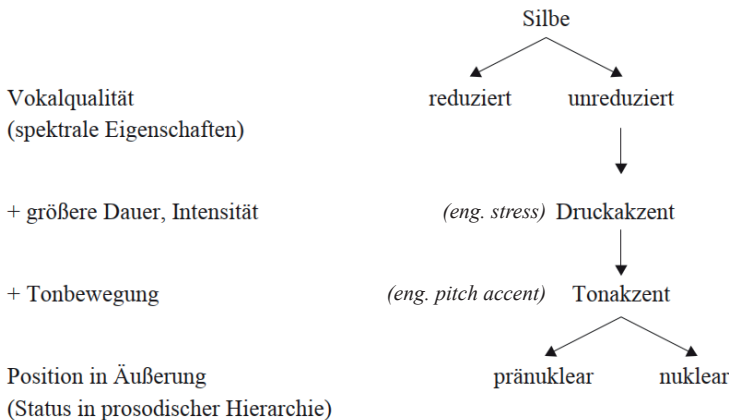 Silbe
Vokalqualität reduziert unreduziert
(spektrale Eigenschaften)
+ größere Dauer, Intensität (eng. stress) Druckakzent
+ Tonbewegung (eng. pitch accent) Tonakzent
Position in Äußerung pränuklear nuklear
(Status in prosodischer Hierarchie)